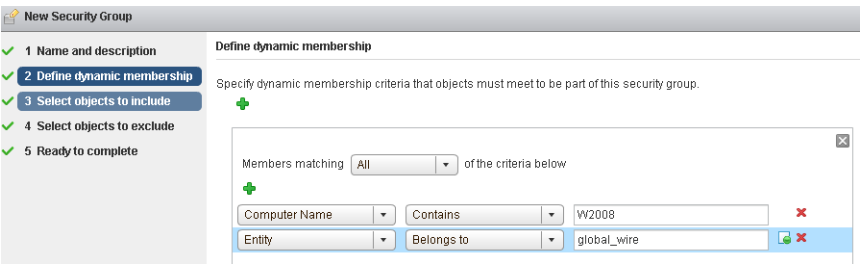 New Security Group
1 Name and description
2 Define dynamic membership
3 Select objects to include
4 Select objects to exclude
5 Ready to complete
Define dynamic membership
Specify dynamic membership criteria that objects must meet to be part of this security group.
Members matching All of the criteria below
Computer Name Contains W2008
Entity Belongs to global_wire